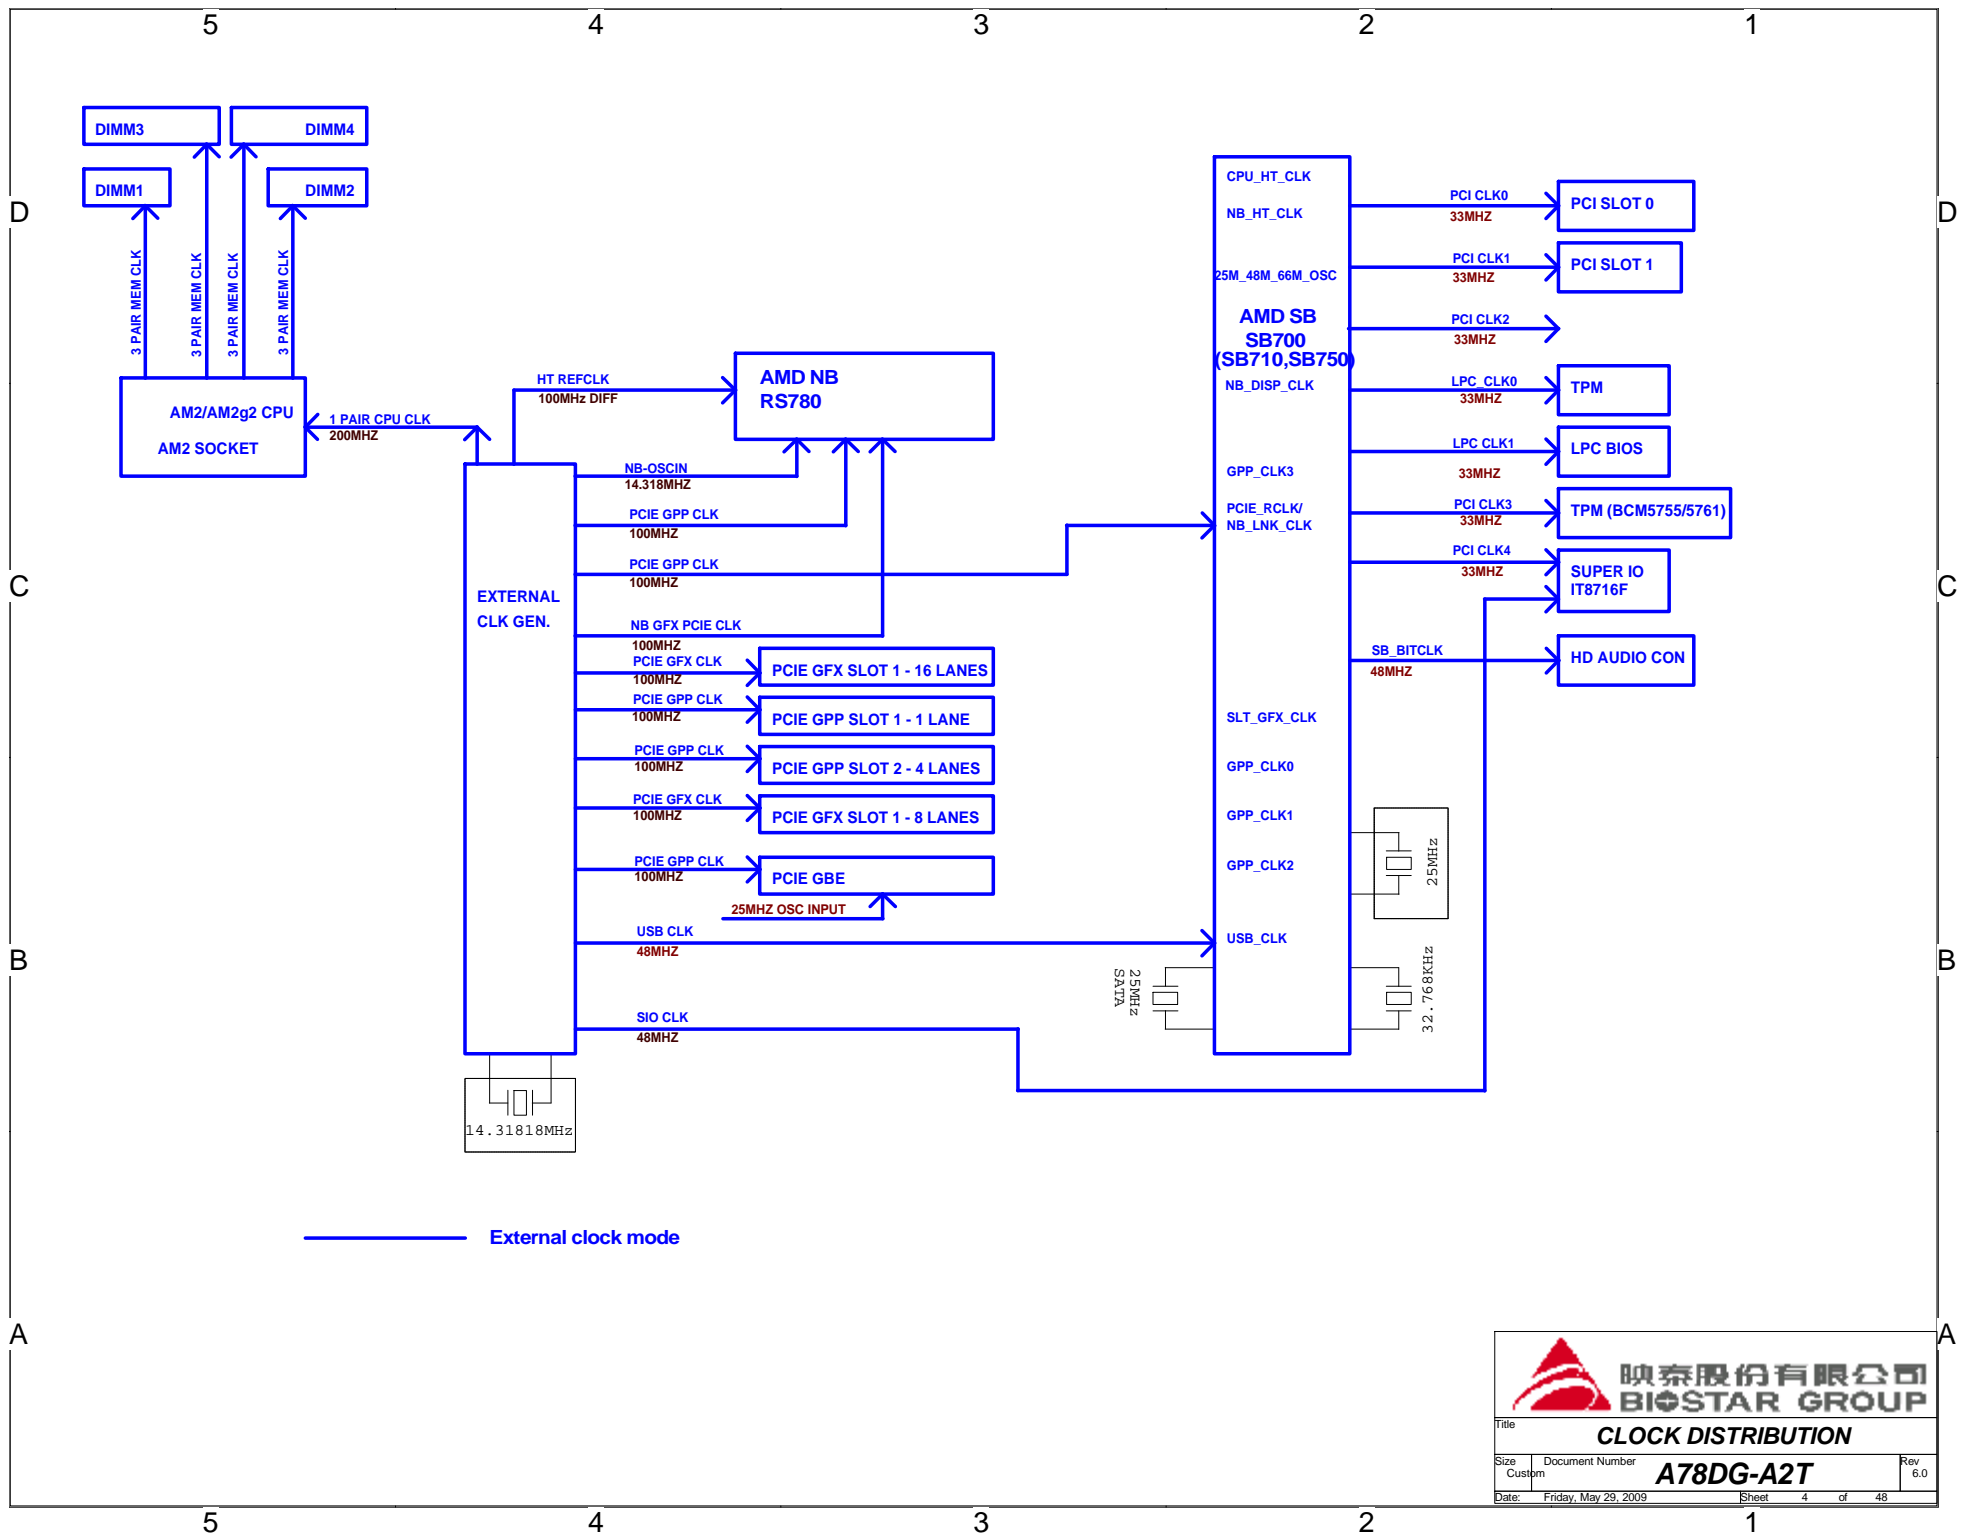 5
4
3
2
1
D
D
C
C
B
B
A
A
DIMM3
DIMM4
DIMM1
DIMM2
3 PAIR MEM CLK
3 PAIR MEM CLK
3 PAIR MEM CLK
3 PAIR MEM CLK
AM2/AM2g2 CPU
AM2 SOCKET
1 PAIR CPU CLK
200MHZ
HT REFCLK
100MHz DIFF
AMD NB
RS780
NB-OSCIN
14.318MHZ
PCIE GPP CLK
100MHZ
PCIE GPP CLK
100MHZ
EXTERNAL
CLK GEN.
NB GFX PCIE CLK
100MHZ
PCIE GFX CLK
100MHZ
PCIE GFX SLOT 1 - 16 LANES
PCIE GPP CLK
100MHZ
PCIE GPP SLOT 1 - 1 LANE
PCIE GPP CLK
100MHZ
PCIE GPP SLOT 2 - 4 LANES
PCIE GFX CLK
100MHZ
PCIE GFX SLOT 1 - 8 LANES
PCIE GPP CLK
100MHZ
PCIE GBE
25MHZ OSC INPUT
USB CLK
48MHZ
SIO CLK
48MHZ
14.31818MHz
CPU_HT_CLK
NB_HT_CLK
25M_48M_66M_OSC
AMD SB
SB700
(SB710,SB750)
NB_DISP_CLK
GPP_CLK3
PCIE_RCLK/
NB_LNK_CLK
SLT_GFX_CLK
GPP_CLK0
GPP_CLK1
GPP_CLK2
USB_CLK
25MHz
SATA
25MHz
32.768KHz
PCI CLK0
33MHZ
PCI SLOT 0
PCI CLK1
33MHZ
PCI SLOT 1
PCI CLK2
33MHZ
LPC_CLK0
33MHZ
TPM
LPC CLK1
33MHZ
LPC BIOS
PCI CLK3
33MHZ
TPM (BCM5755/5761)
PCI CLK4
33MHZ
SUPER IO
IT8716F
SB_BITCLK
48MHZ
HD AUDIO CON
External clock mode
映泰股份有限公司
BIOSTAR GROUP
Title
CLOCK DISTRIBUTION
Size
Custom
Document Number
A78DG-A2T
Rev
6.0
Date: Friday, May 29, 2009 Sheet 4 of 48
5
4
3
2
1